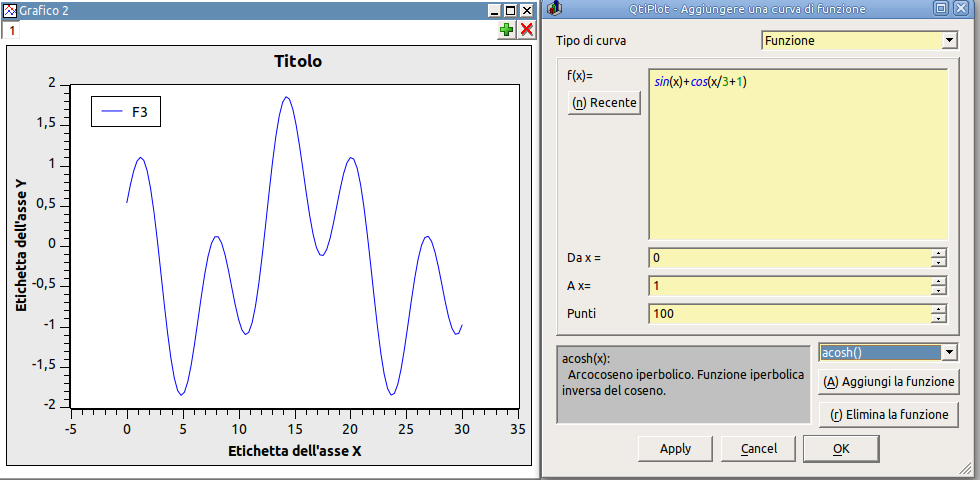 Grafico 2
1
Titolo
F3
2
1,5
1
0,5
0
-0,5
-1
-1,5
-2
-5 0 5 10 15 20 25 30 35
Etichetta dell'asse Y
Etichetta dell'asse X
QtiPlot - Aggiungere una curva di funzione
Tipo di curva Funzione
f(x)= sin(x)+cos(x/3+1)
(n) Recente
Da x = 0
A x= 1
Punti 100
acosh(x):
Arcocoseno iperbolico. Funzione iperbolica
inversa del coseno.
acosh()
(A) Aggiungi la funzione
(r) Elimina la funzione
Apply Cancel OK